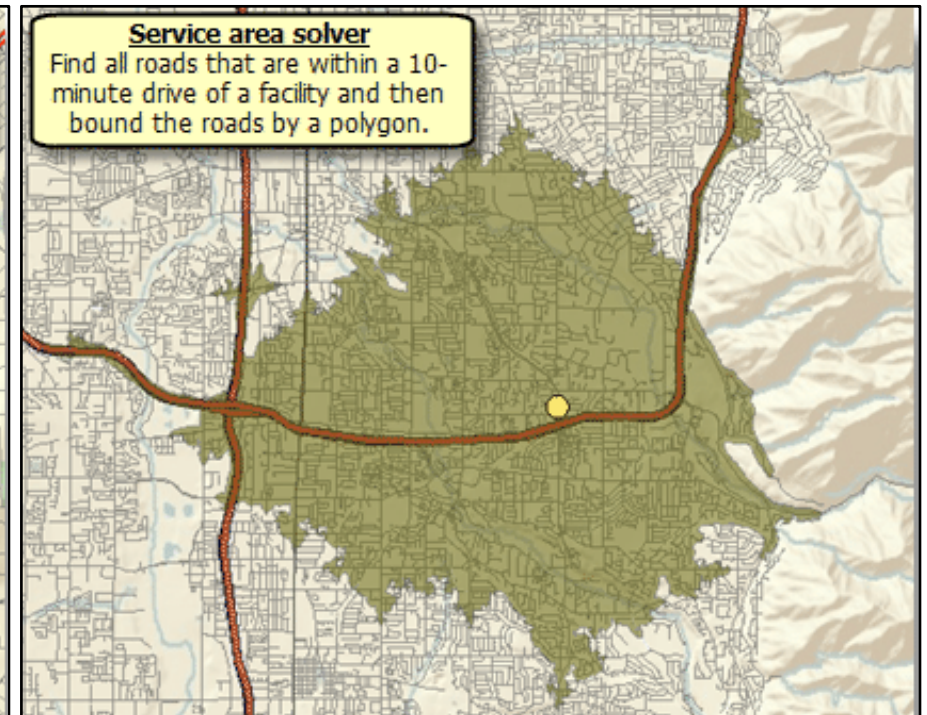 Service area solver
Find all roads that are within a 10-
minute drive of a facility and then
bound the roads by a polygon.